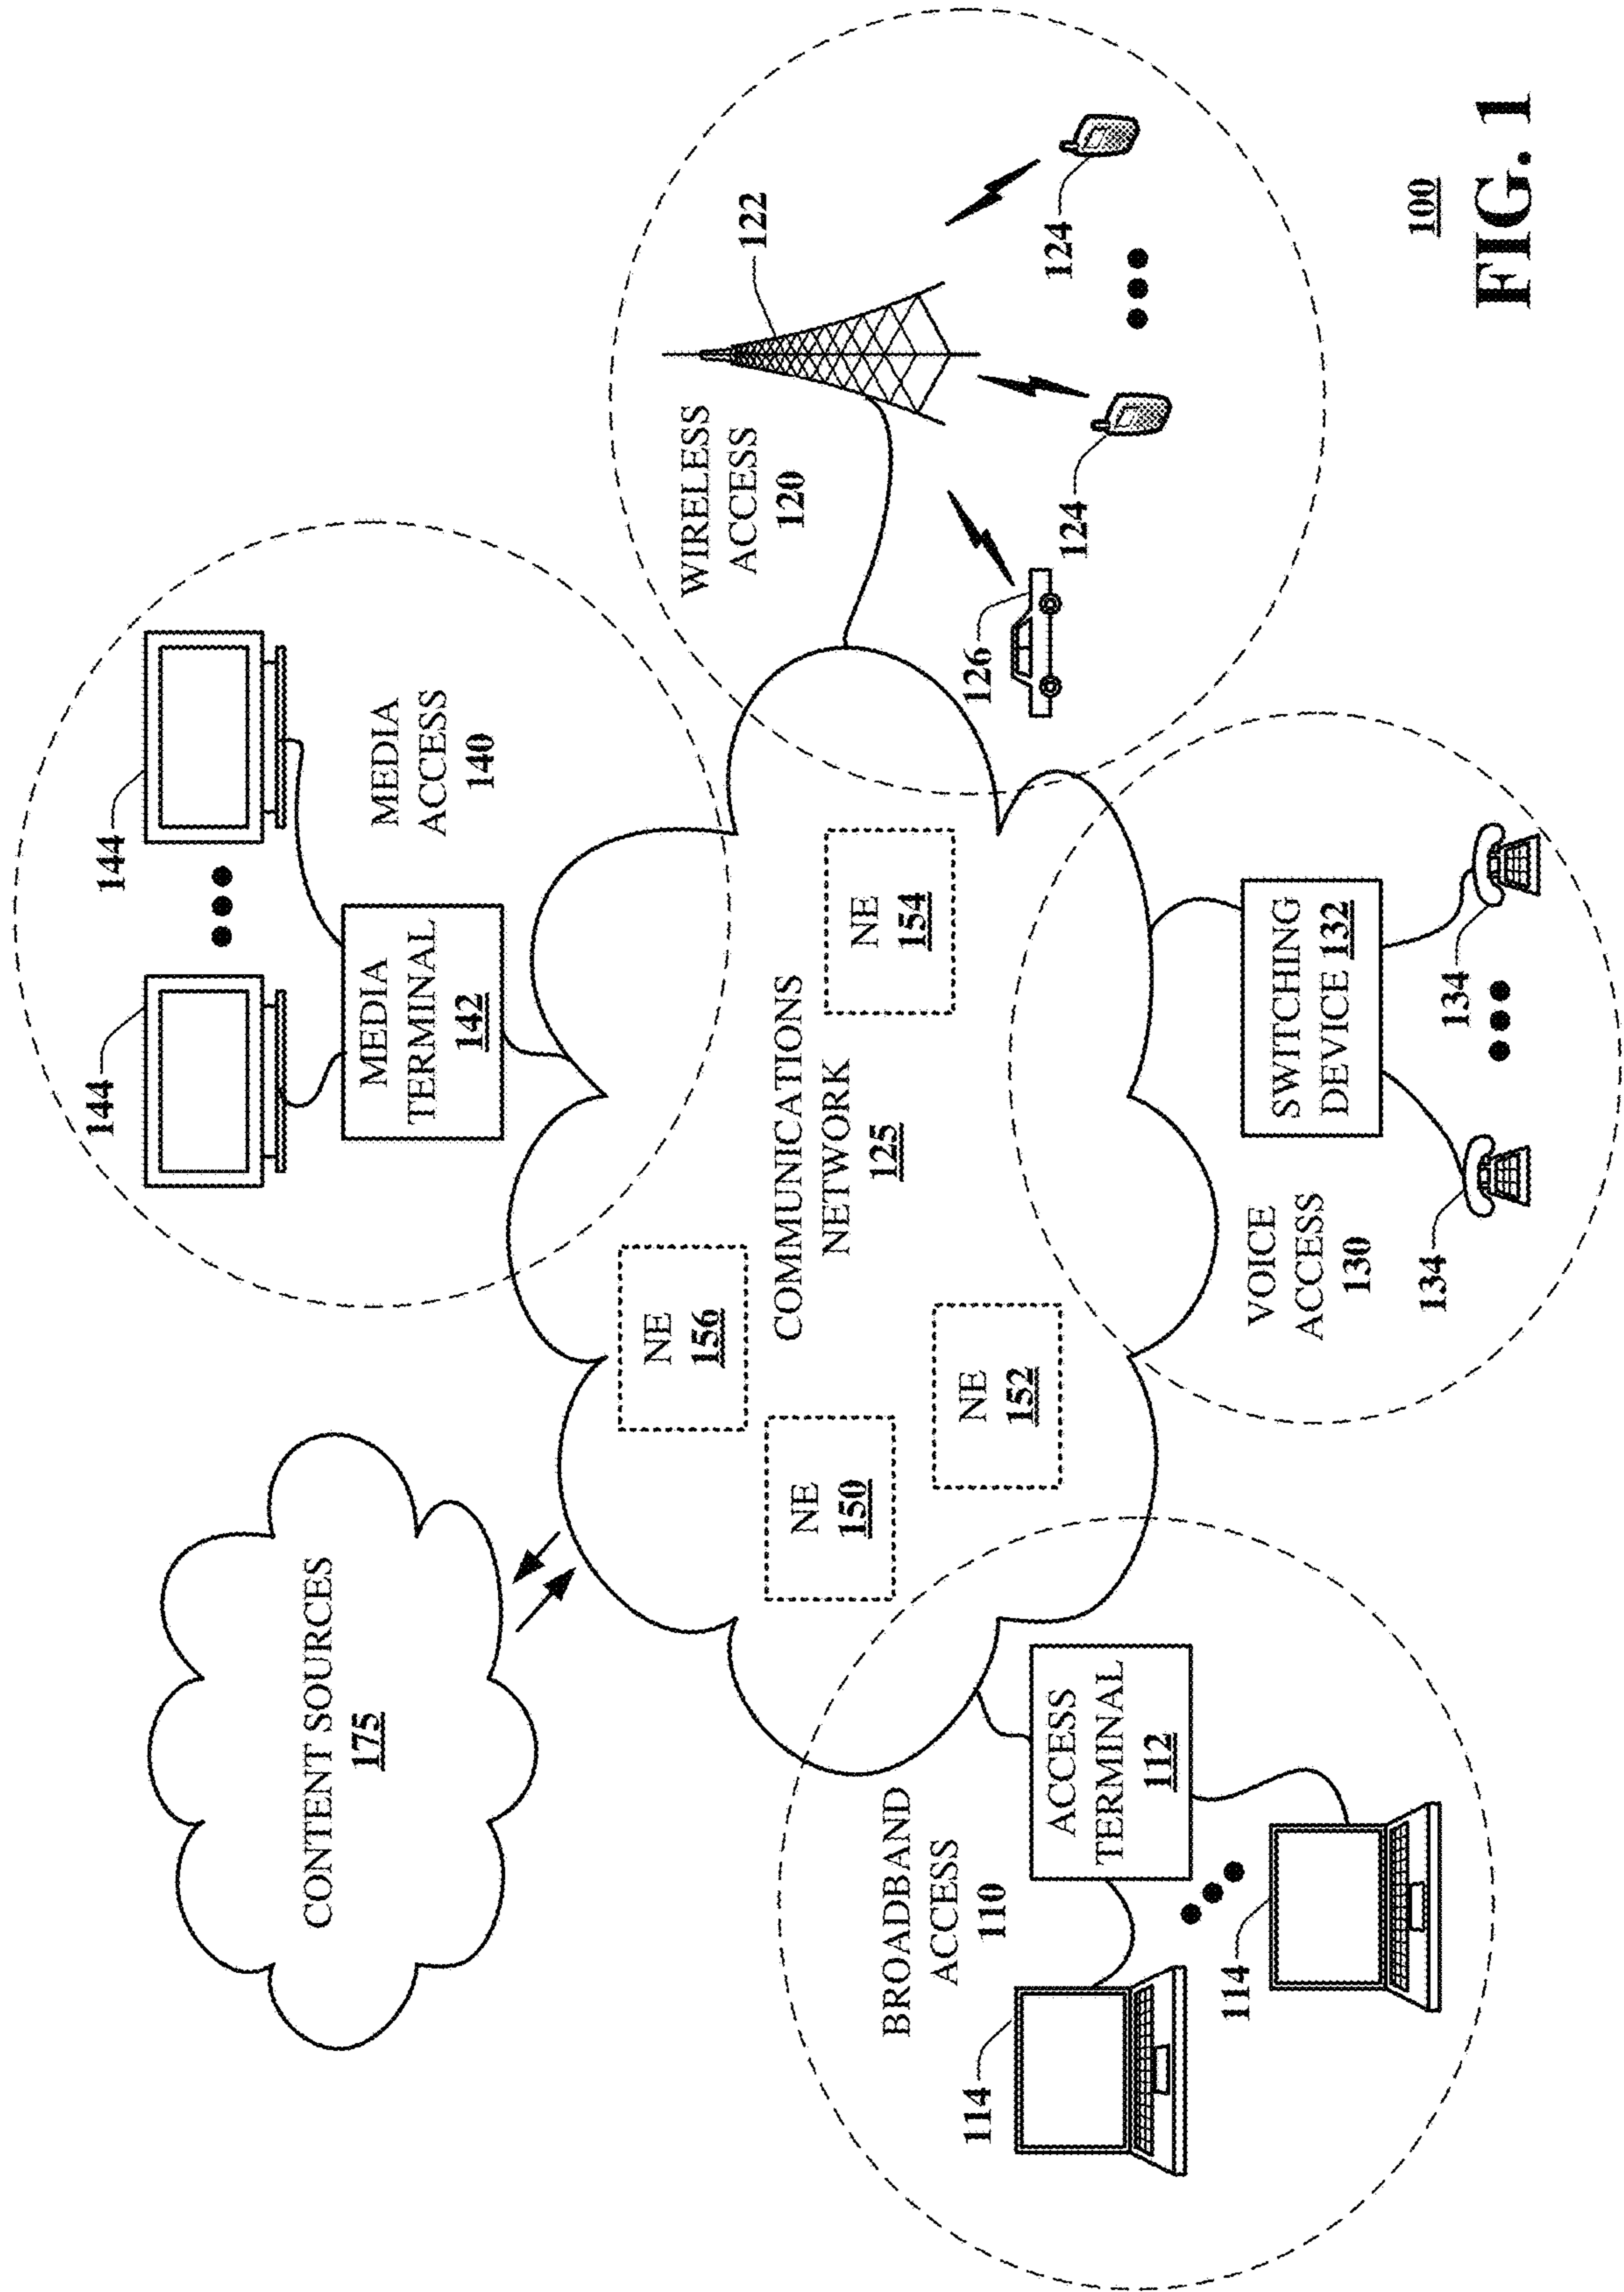 CONTENT SOURCES
175
144
144
MEDIA
TERMINAL
142
MEDIA
ACCESS
140
NE
156
NE
150
NE
152
NE
154
COMMUNICATIONS
NETWORK
125
WIRELESS
ACCESS
120
122
126
124
124
BROADBAND
ACCESS
110
ACCESS
TERMINAL
112
114
114
VOICE
ACCESS
130
SWITCHING
DEVICE 132
134
134
100
FIG. 1